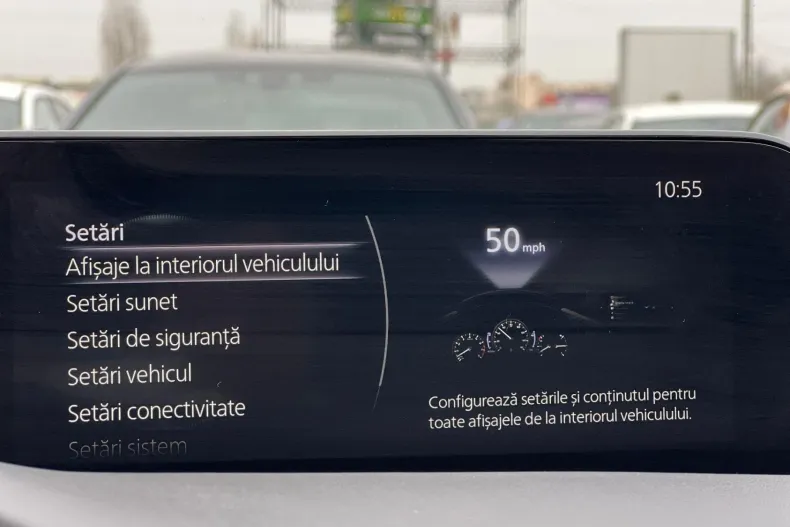 10:55
Setări
Afișaje la interiorul vehiculului
Setări sunet
Setări de siguranță
Setări vehicul
Setări conectivitate
Setări sistem
50 mph
Configurează setările și conținutul pentru
toate afișajele de la interiorul vehiculului.